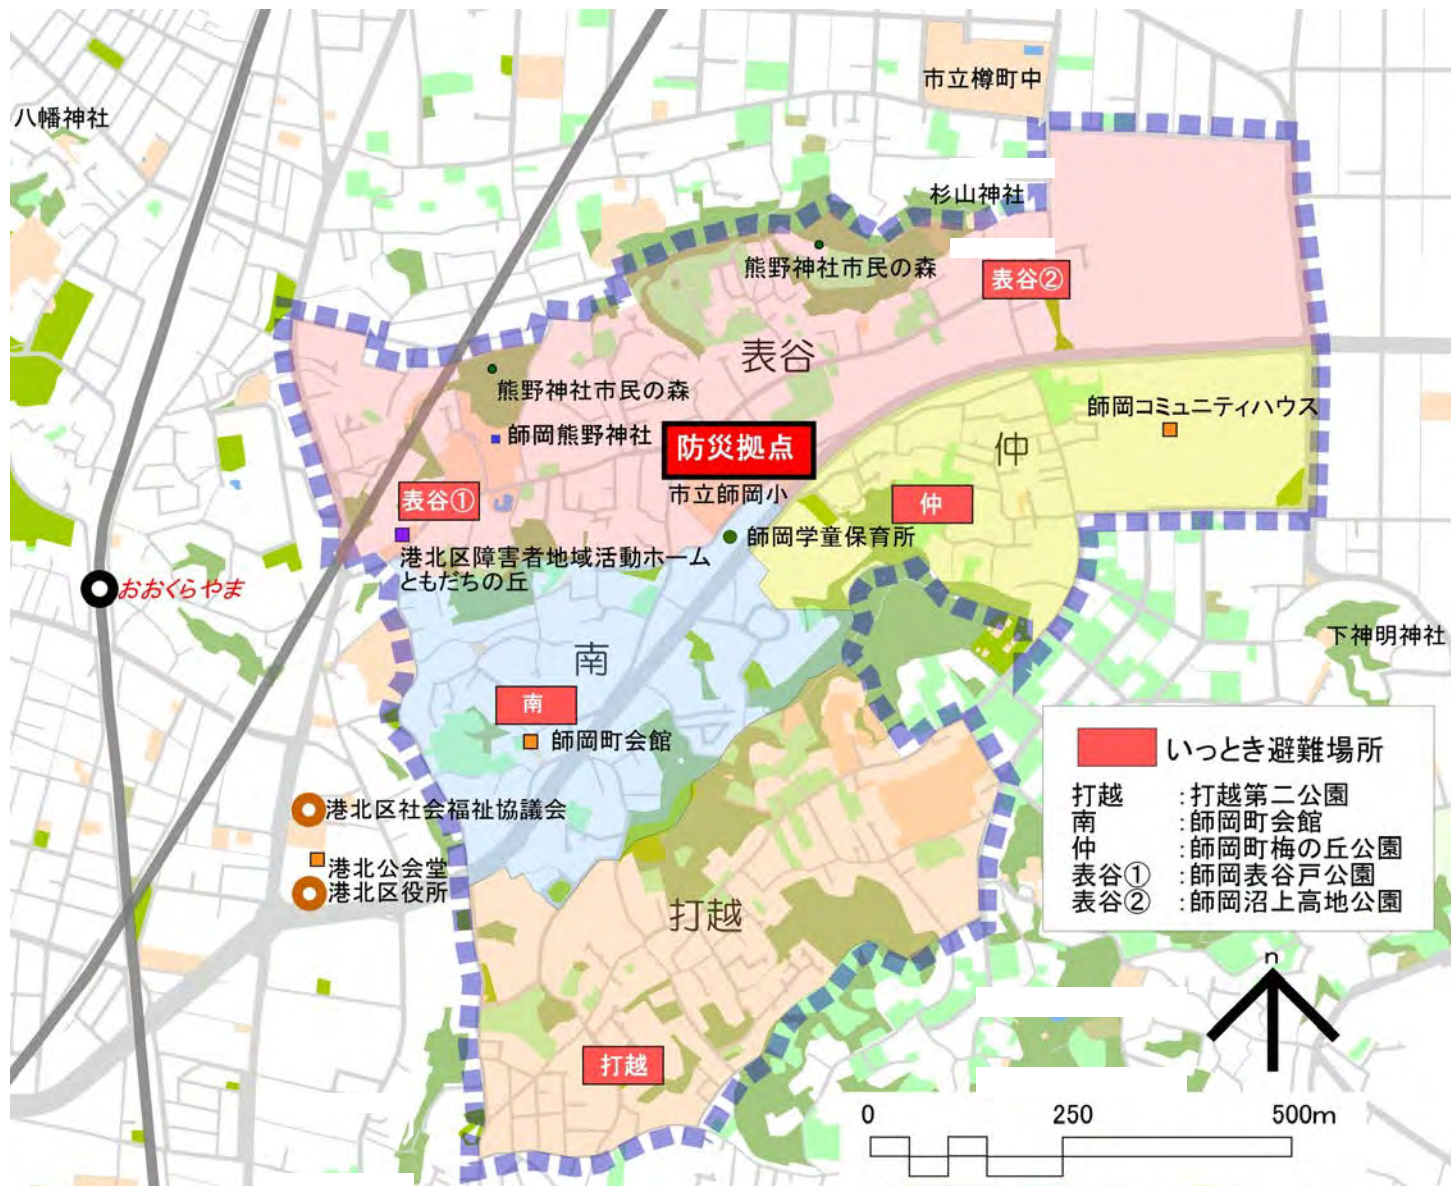 市立樽町中
八幡神社
杉山神社
熊野神社市民の森
表谷②
表谷
熊野神社市民の森
師岡コミュニティハウス
師岡熊野神社
防災拠点
仲
市立師岡小
表谷①
仲
師岡学童保育所
港北区障害者地域活動ホーム
ともだちの丘
おおくらやま
下神明神社
南
南
師岡町会館
いっとき避難場所
打越 :打越第二公園
南 :師岡町会館
仲 :師岡町梅の丘公園
表谷① :師岡表谷戸公園
表谷② :師岡沼上高地公園
港北区社会福祉協議会
港北公会堂
港北区役所
打越
n
打越
0 250 500m